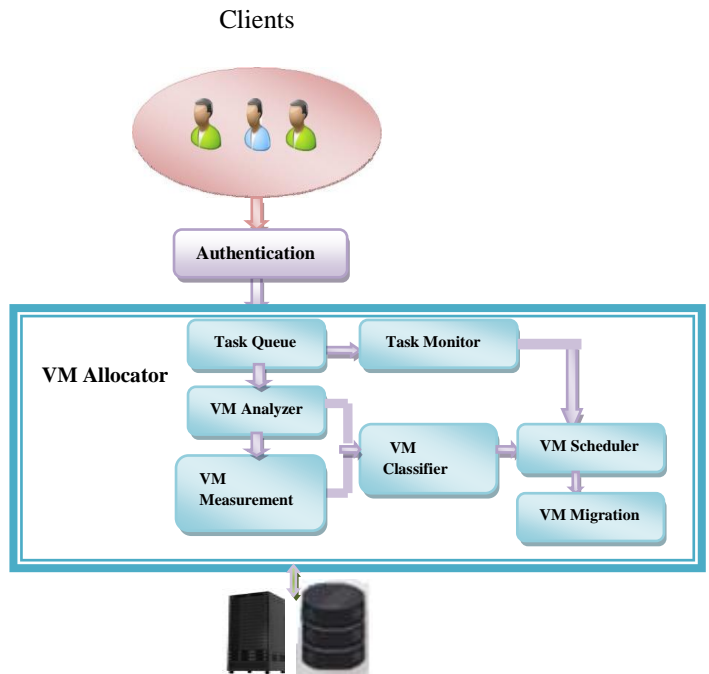 Clients
Authentication
Task Queue
Task Monitor
VM Allocator
VM Analyzer
VM
Classifier
VM Scheduler
VM
Measurement
VM Migration